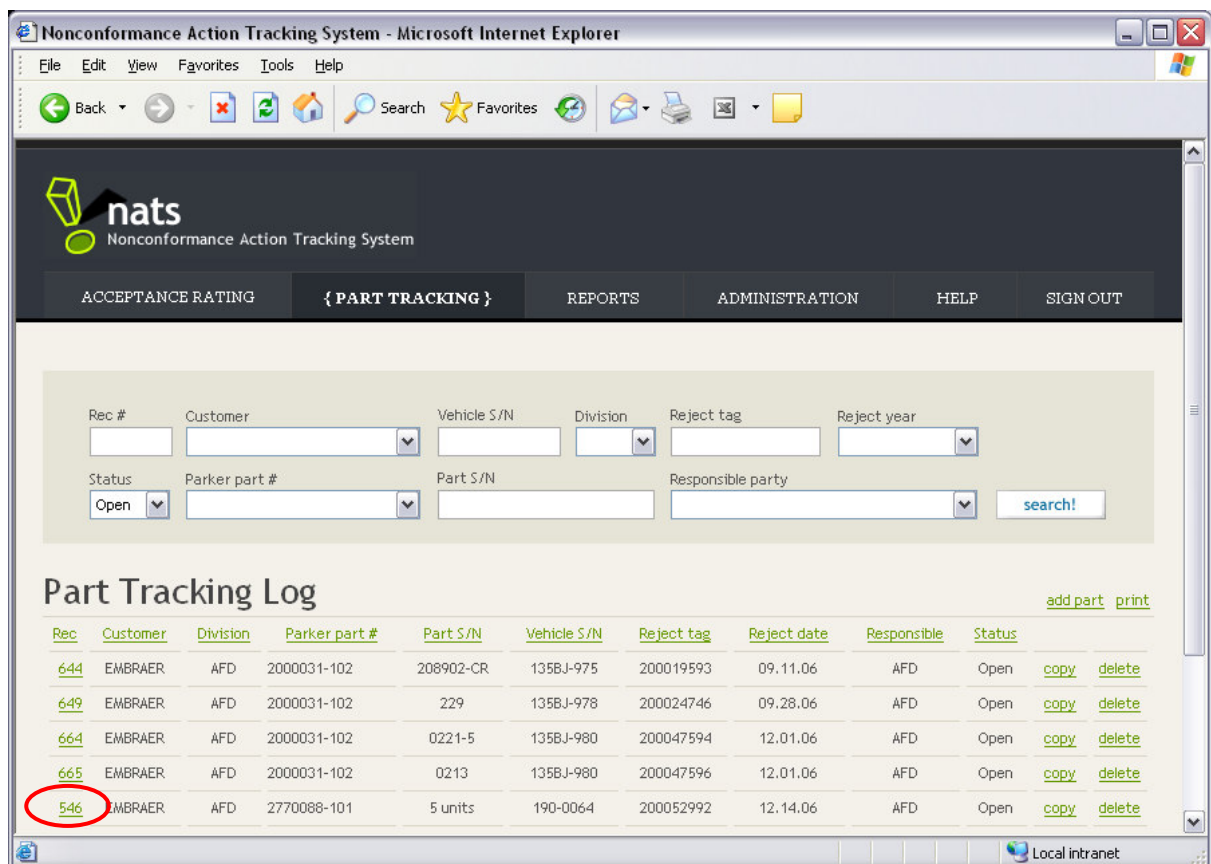 Nonconformance Action Tracking System - Microsoft Internet Explorer
File Edit View Favorites Tools Help
Back Search Favorites
nats
Nonconformance Action Tracking System
ACCEPTANCE RATING { PART TRACKING } REPORTS ADMINISTRATION HELP SIGN OUT
Rec # Customer Vehicle S/N Division Reject tag Reject year
Status Parker part # Part S/N Responsible party
Open search!
Part Tracking Log
add part print
Rec Customer Division Parker part # Part S/N Vehicle S/N Reject tag Reject date Responsible Status
644 EMBRAER AFD 2000031-102 208902-CR 135BJ-975 200019593 09.11.06 AFD Open copy delete
649 EMBRAER AFD 2000031-102 229 135BJ-978 200024746 09.28.06 AFD Open copy delete
664 EMBRAER AFD 2000031-102 0221-5 135BJ-980 200047594 12.01.06 AFD Open copy delete
665 EMBRAER AFD 2000031-102 0213 135BJ-980 200047596 12.01.06 AFD Open copy delete
546 EMBRAER AFD 2770088-101 5 units 190-0064 200052992 12.14.06 AFD Open copy delete
Local intranet